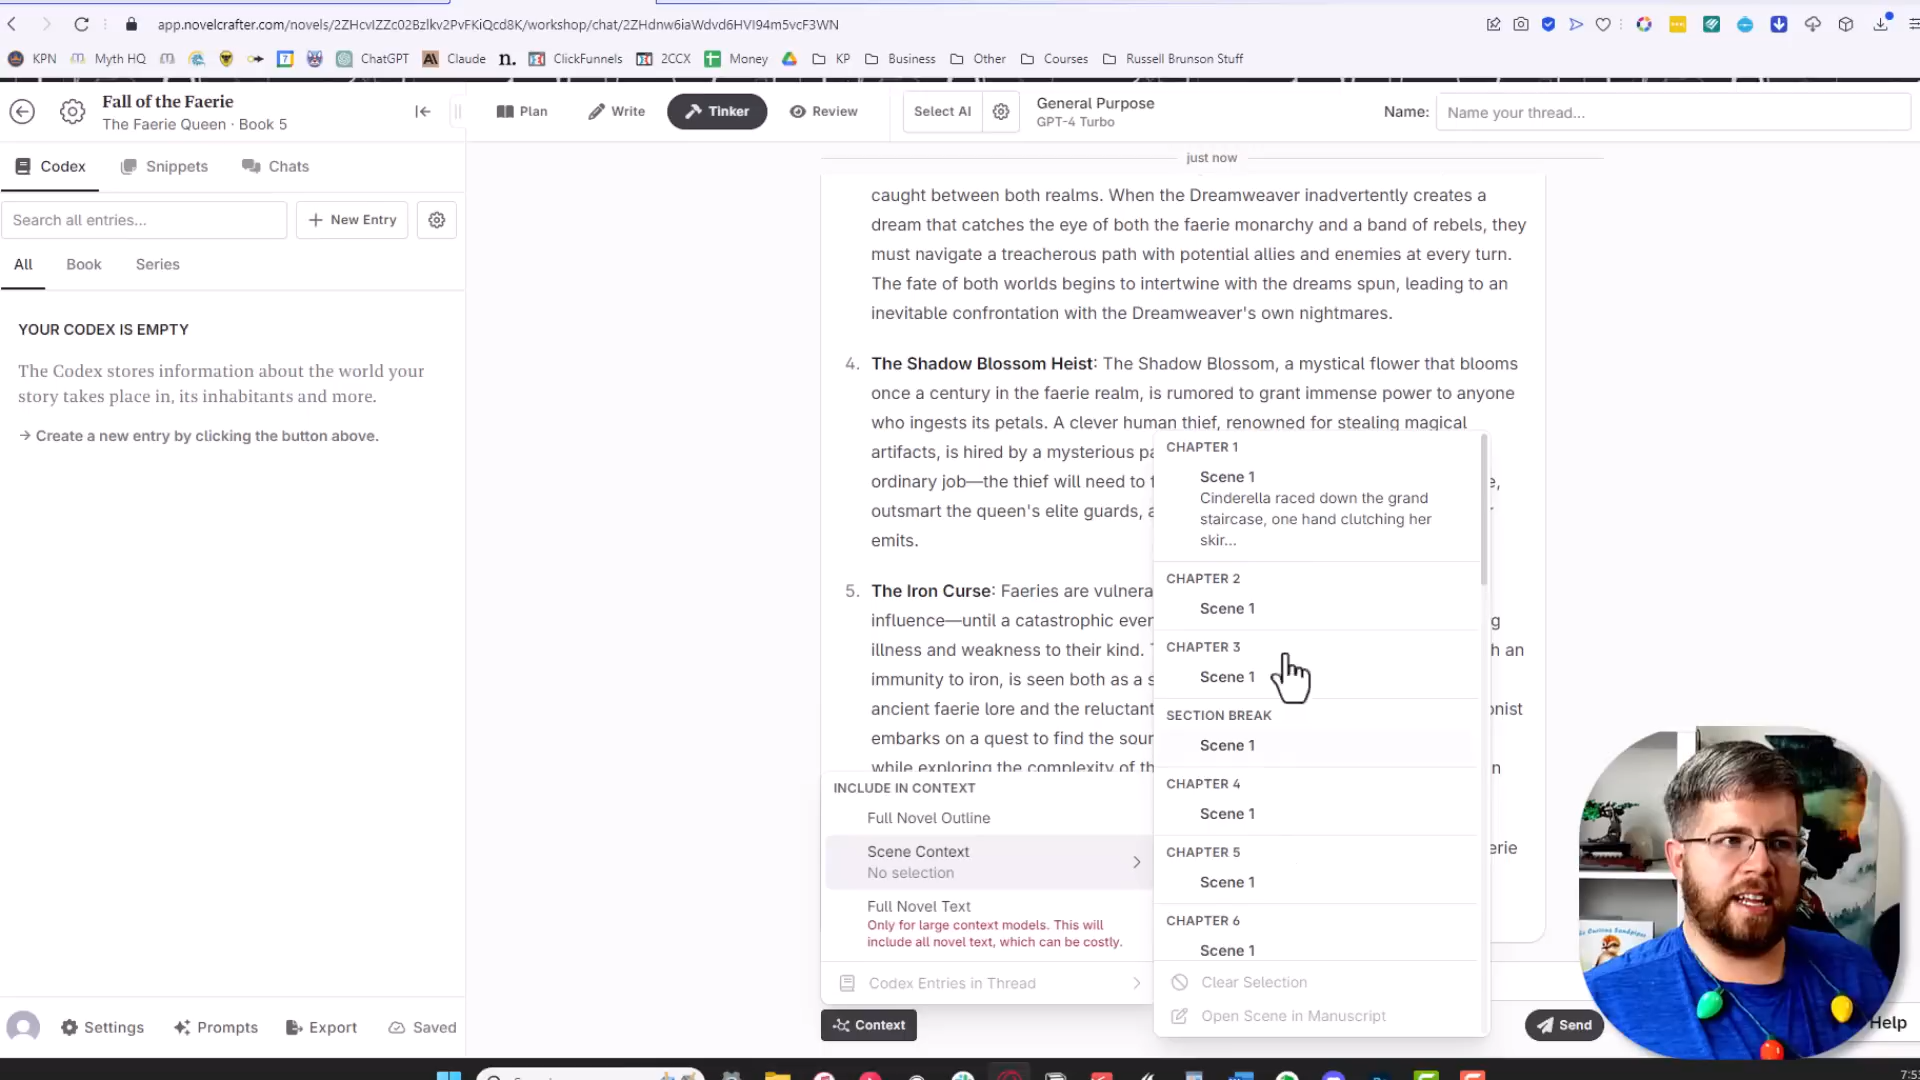 app.novelcrafter.com/novels/2ZHcvIZZc02Bzlkv2PvFKiQcd8K/workshop/chat/2ZHdnw6iaWdvd6HVI94m5vcF3WN
KPN Myth HQ ChatGPT Claude ClickFunnels 2CCX Money KP Business Other Courses Russell Brunson Stuff
Fall of the Faerie
The Faerie Queen · Book 5
Plan Write Tinker Review Select AI
General Purpose
GPT-4 Turbo
Name: Name your thread...
Codex Snippets Chats
Search all entries... New Entry
All Book Series
YOUR CODEX IS EMPTY
The Codex stores information about the world your
story takes place in, its inhabitants and more.
→ Create a new entry by clicking the button above.
just now
caught between both realms. When the Dreamweaver inadvertently creates a
dream that catches the eye of both the faerie monarchy and a band of rebels, they
must navigate a treacherous path with potential allies and enemies at every turn.
The fate of both worlds begins to intertwine with the dreams spun, leading to an
inevitable confrontation with the Dreamweaver's own nightmares.
4. The Shadow Blossom Heist: The Shadow Blossom, a mystical flower that blooms
once a century in the faerie realm, is rumored to grant immense power to anyone
who ingests its petals. A clever human thief, renowned for stealing magical
artifacts, is hired by a mysterious pa
ordinary job—the thief will need to
outsmart the queen's elite guards, a
emits.
5. The Iron Curse: Faeries are vulnera
influence—until a catastrophic ever
illness and weakness to their kind.
immunity to iron, is seen both as a s
ancient faerie lore and the reluctant
embarks on a quest to find the sour
while exploring the complexity of th
CHAPTER 1
Scene 1
Cinderella raced down the grand
staircase, one hand clutching her
skir...
CHAPTER 2
Scene 1
CHAPTER 3
Scene 1
SECTION BREAK
Scene 1
CHAPTER 4
Scene 1
CHAPTER 5
Scene 1
CHAPTER 6
Scene 1
Clear Selection
Open Scene in Manuscript
INCLUDE IN CONTEXT
Full Novel Outline
Scene Context
No selection
Full Novel Text
Only for large context models. This will
include all novel text, which can be costly.
Codex Entries in Thread
Context
Send
Help
Settings Prompts Export Saved